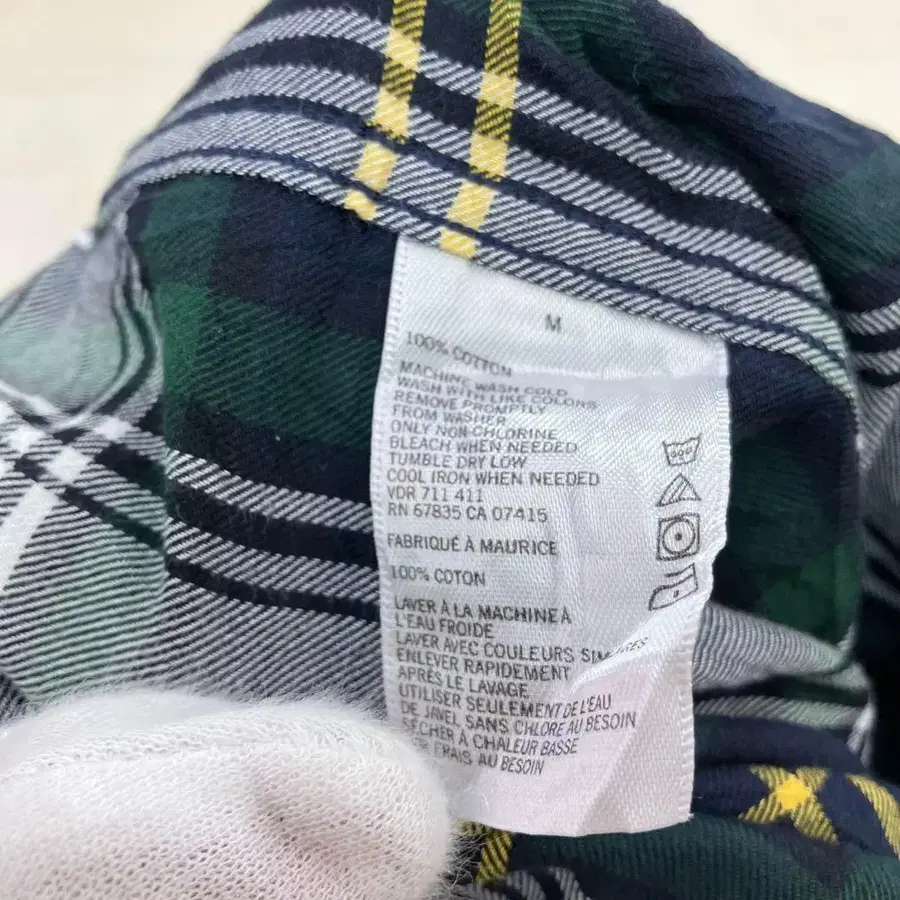 M
100% COTTON
MACHINE WASH COLD
WASH WITH LIKE COLORS
REMOVE PROMPTLY
FROM WASHER
ONLY NON-CHLORINE
BLEACH WHEN NEEDED
TUMBLE DRY LOW
COOL IRON WHEN NEEDED
VDR 711 411
RN 67835 CA 07415
FABRIQUÉ À MAURICE
100% COTON
LAVER À LA MACHINE À
L'EAU FROIDE
LAVER AVEC COULEURS
ENLEVER RAPIDEMENT
APRÈS LE LAVAGE
UTILISER SEULEMENT DE L'EAU
DE JAVEL SANS CHLORE AU BESOIN
SÉCHER À CHALEUR BASSE
FRAIS AU BESOIN